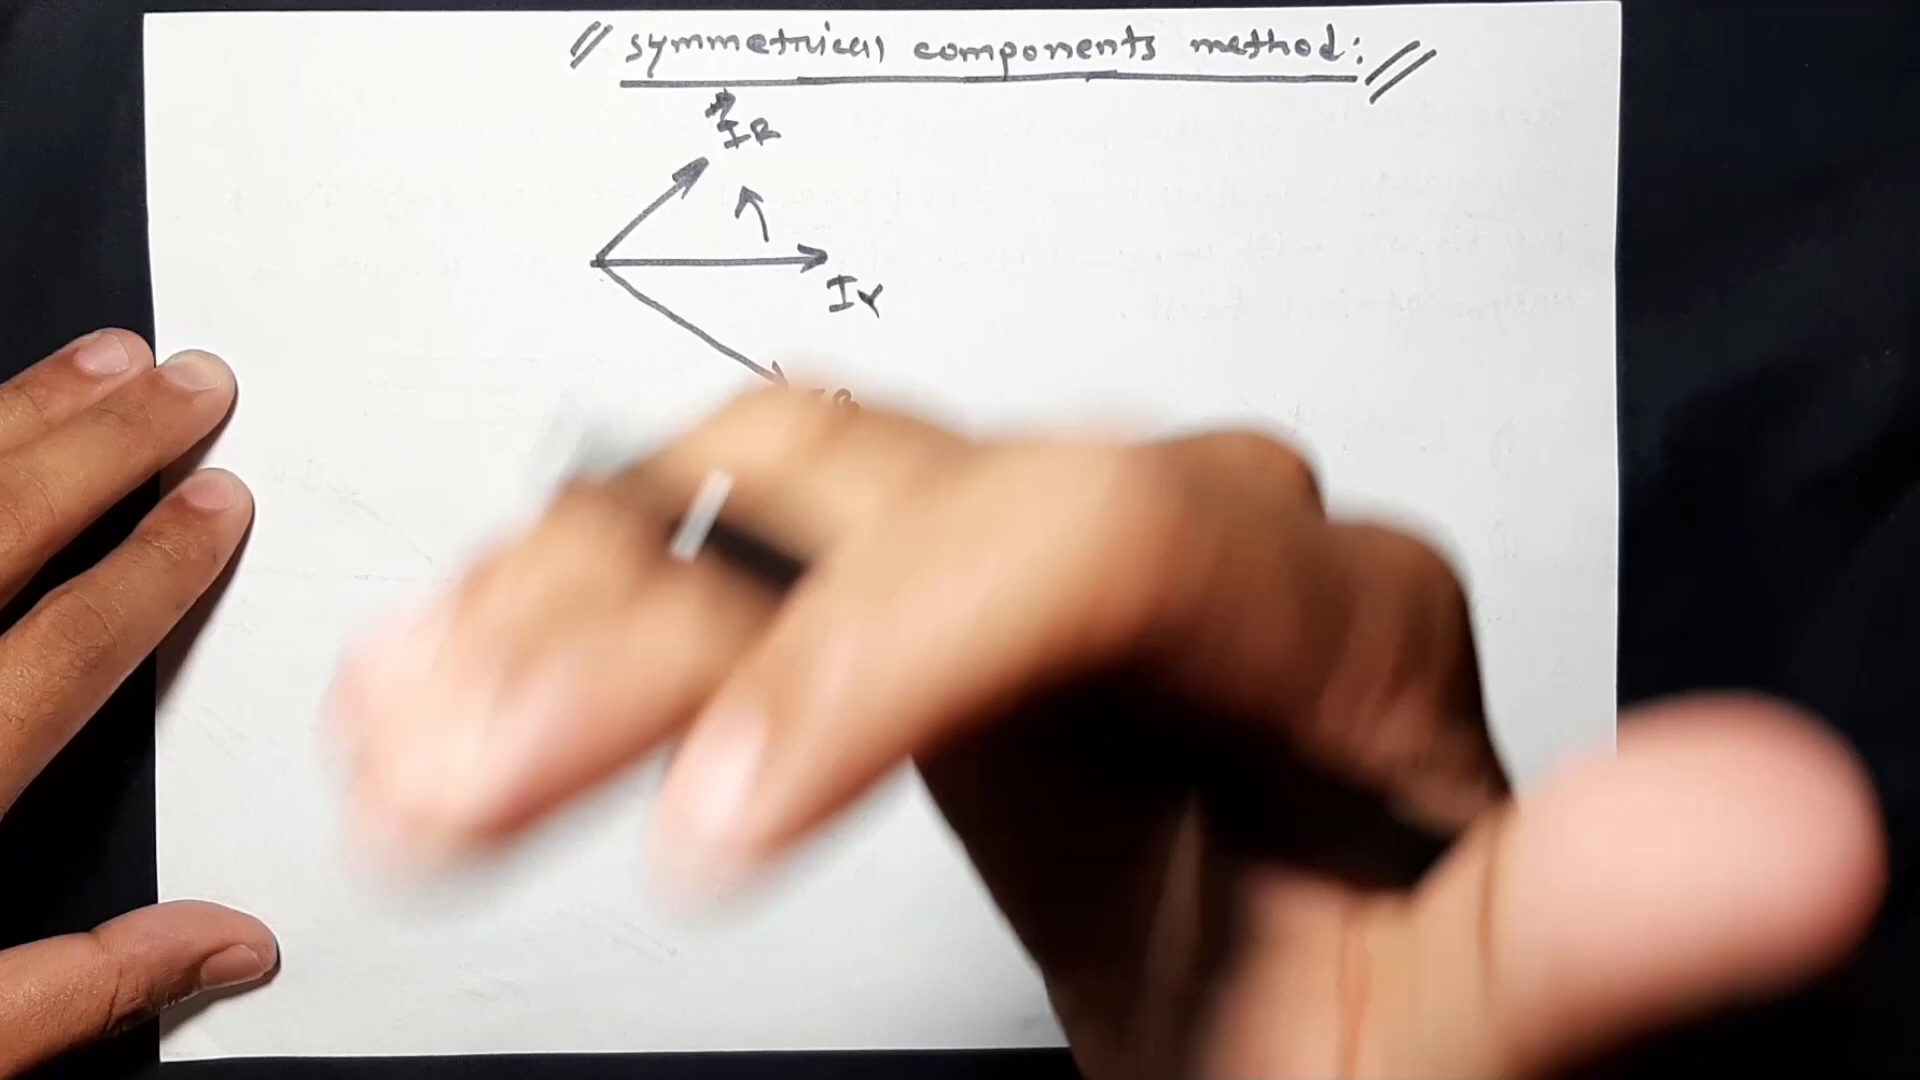 // symmetrical components method: //
IR
IY